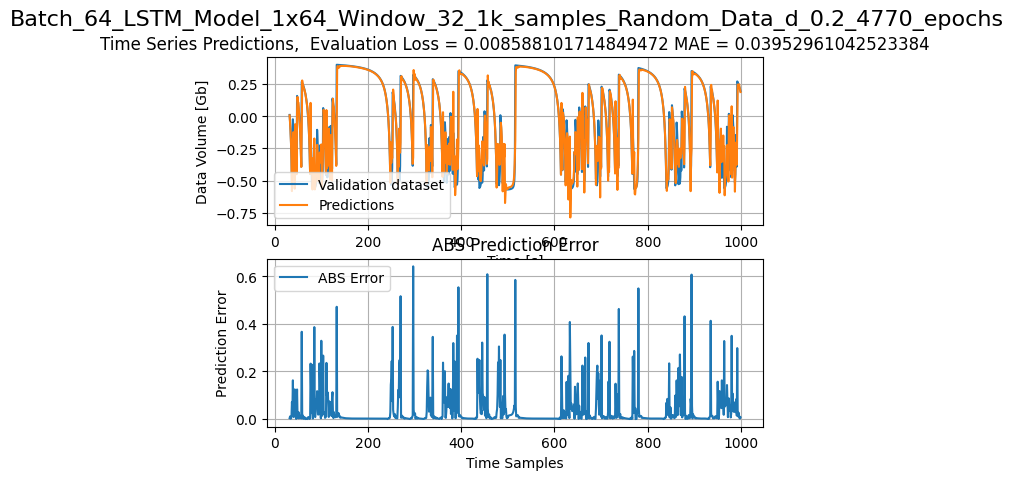 Batch_64_LSTM_Model_1x64_Window_32_1k_samples_Random_Data_d_0.2_4770_epochs
Time Series Predictions,  Evaluation Loss = 0.008588101714849472 MAE = 0.03952961042523384
Data Volume [Gb]
0.25
0.00
-0.25
-0.50
-0.75
Validation dataset
Predictions
0 200 400 600 800 1000
Time [s]
ABS Prediction Error
Prediction Error
0.6
0.4
0.2
0.0
ABS Error
0 200 400 600 800 1000
Time Samples